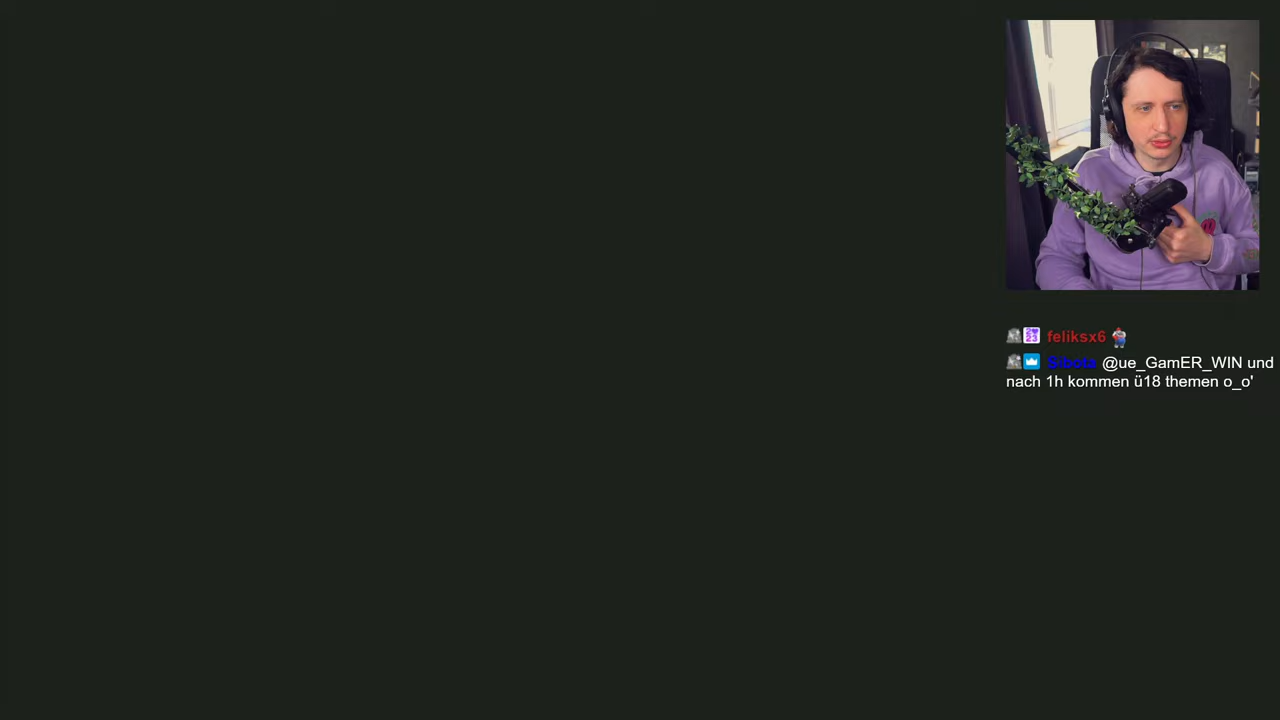 feliksx6
Sibota @ue_GamER_WIN und
nach 1h kommen ü18 themen o_o'